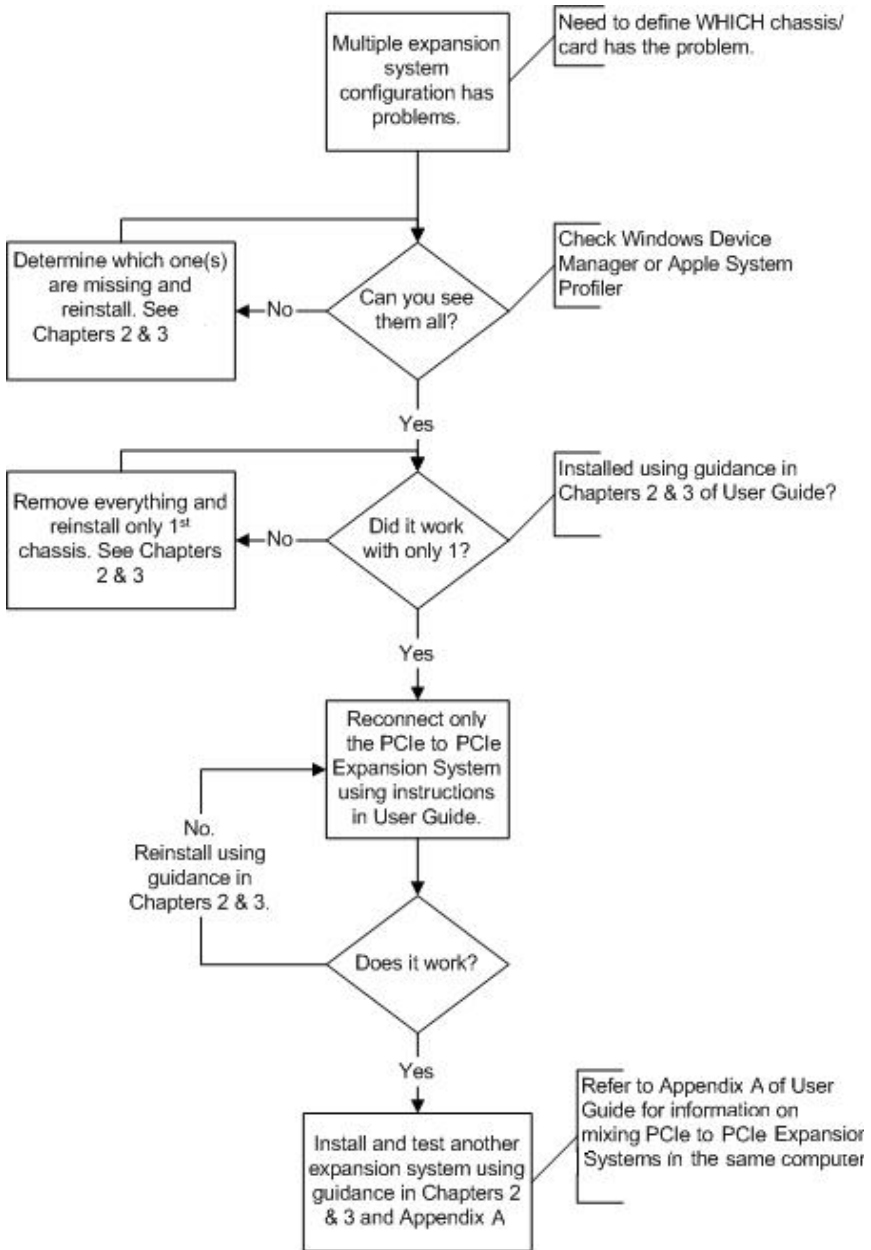 Multiple expansion
system
configuration has
problems.
Need to define WHICH chassis/
card has the problem.
Determine which one(s)
are missing and
reinstall. See
Chapters 2 & 3
No
Can you see
them all?
Check Windows Device
Manager or Apple System
Profiler
Yes
Remove everything and
reinstall only 1st
chassis. See Chapters
2 & 3
No
Did it work
with only 1?
Installed using guidance in
Chapters 2 & 3 of User Guide?
Yes
Reconnect only
the PCIe to PCIe
Expansion System
using instructions
in User Guide.
No.
Reinstall using
guidance in
Chapters 2 & 3.
Does it work?
Yes
Install and test another
expansion system using
guidance in Chapters 2
& 3 and Appendix A
Refer to Appendix A of User
Guide for information on
mixing PCIe to PCIe Expansion
Systems in the same computer